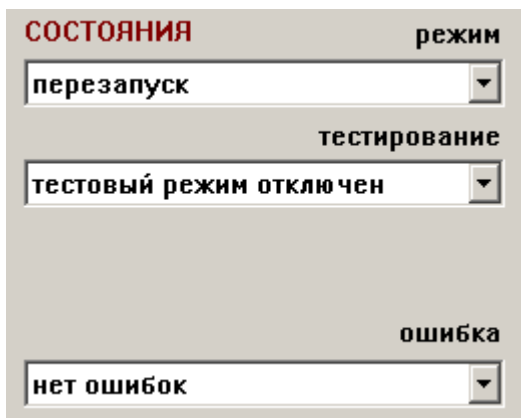 СОСТОЯНИЯ режим
перезапуск
тестирование
тестовый режим отключен
ошибка
нет ошибок